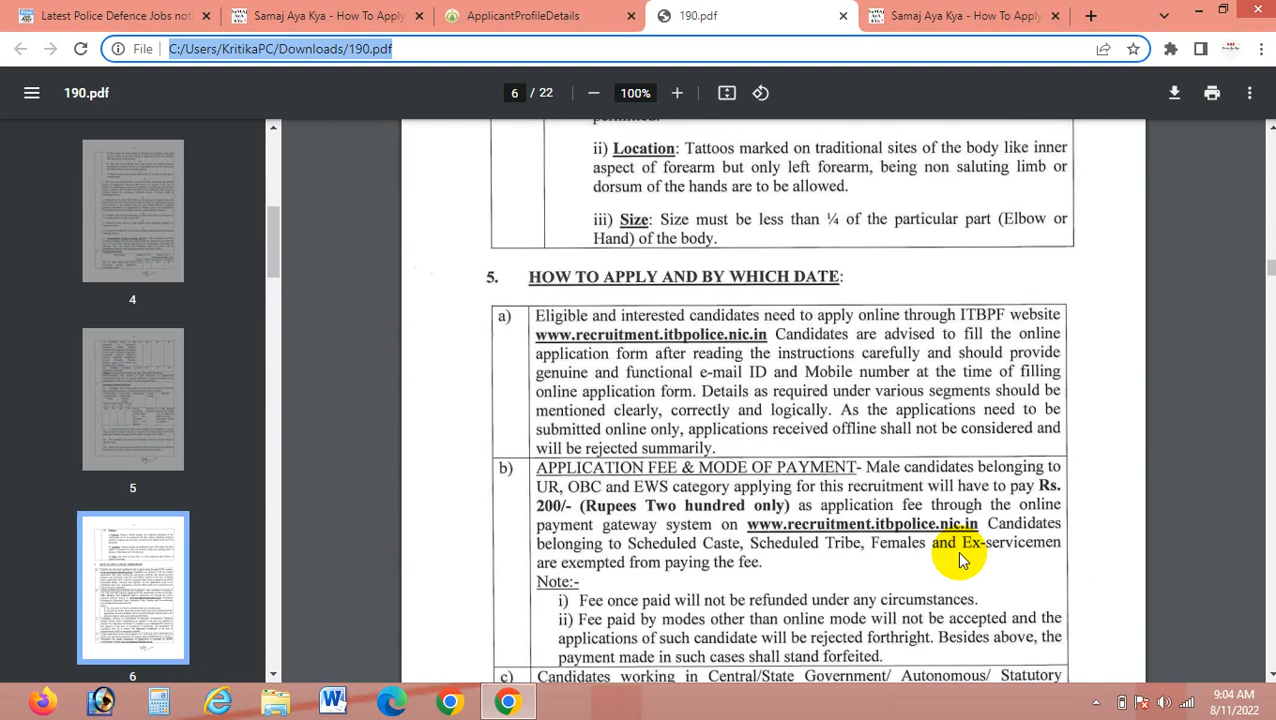 Latest Police Defence Jobs noti
Samaj Aya Kya - How To Apply
ApplicantProfileDetails
190.pdf
Samaj Aya Kya - How To Apply
File
C:/Users/KritikaPC/Downloads/190.pdf
190.pdf
6 / 22
100%
4
5
6
permitted.
ii) Location: Tattoos marked on traditional sites of the body like inner
aspect of forearm but only left forearm, being non saluting limb or
dorsum of the hands are to be allowed.
iii) Size: Size must be less than ¼ of the particular part (Elbow or
Hand) of the body.
5. HOW TO APPLY AND BY WHICH DATE:
a) Eligible and interested candidates need to apply online through ITBPF website
www.recruitment.itbpolice.nic.in Candidates are advised to fill the online
application form after reading the instructions carefully and should provide
genuine and functional e-mail ID and Mobile number at the time of filling
online application form. Details as required under various segments should be
mentioned clearly, correctly and logically. As the applications need to be
submitted online only, applications received offline shall not be considered and
will be rejected summarily.
b) APPLICATION FEE & MODE OF PAYMENT- Male candidates belonging to
UR, OBC and EWS category applying for this recruitment will have to pay Rs.
200/- (Rupees Two hundred only) as application fee through the online
payment gateway system on www.recruitment.itbpolice.nic.in Candidates
belonging to Scheduled Caste, Scheduled Tribe, Females and Ex-servicemen
are exempted from paying the fee.
Note:-
i) Fee once paid will not be refunded under any circumstances.
ii) Fee paid by modes other than online mode will not be accepted and the
applications of such candidate will be rejected forthright. Besides above, the
payment made in such cases shall stand forfeited.
c) Candidates working in Central/State Government/ Autonomous/ Statutory
9:04 AM
8/11/2022